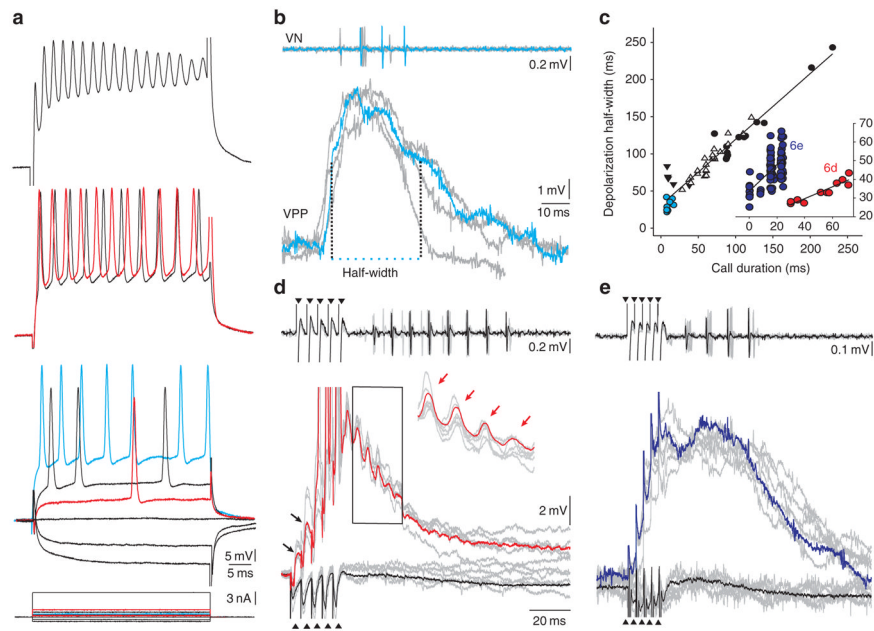 a
5 mV
5 ms
3 nA
b
VN
0.2 mV
1 mV
10 ms
VPP
Half-width
c
Depolarization half-width (ms)
250
200
150
100
50
0
0 50 100 150 200 250
Call duration (ms)
6e
6d
70
60
50
40
30
20
0 20 40 60
d
0.2 mV
2 mV
20 ms
e
0.1 mV